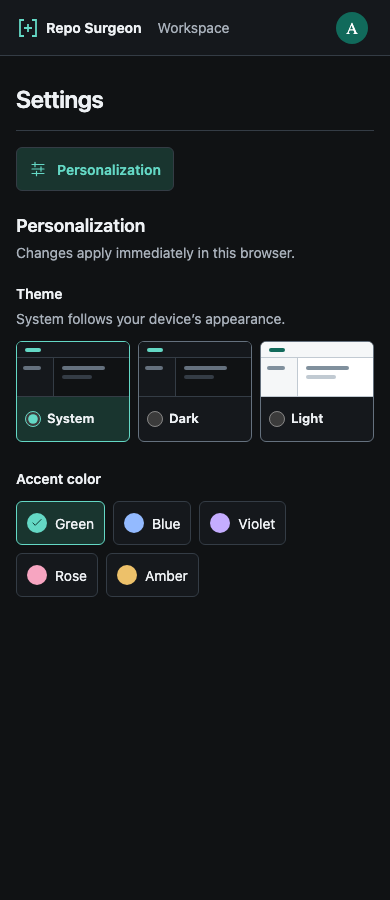 [+] Repo Surgeon Workspace A
Settings
Personalization
Personalization
Changes apply immediately in this browser.
Theme
System follows your device’s appearance.
System Dark Light
Accent color
Green Blue Violet
Rose Amber